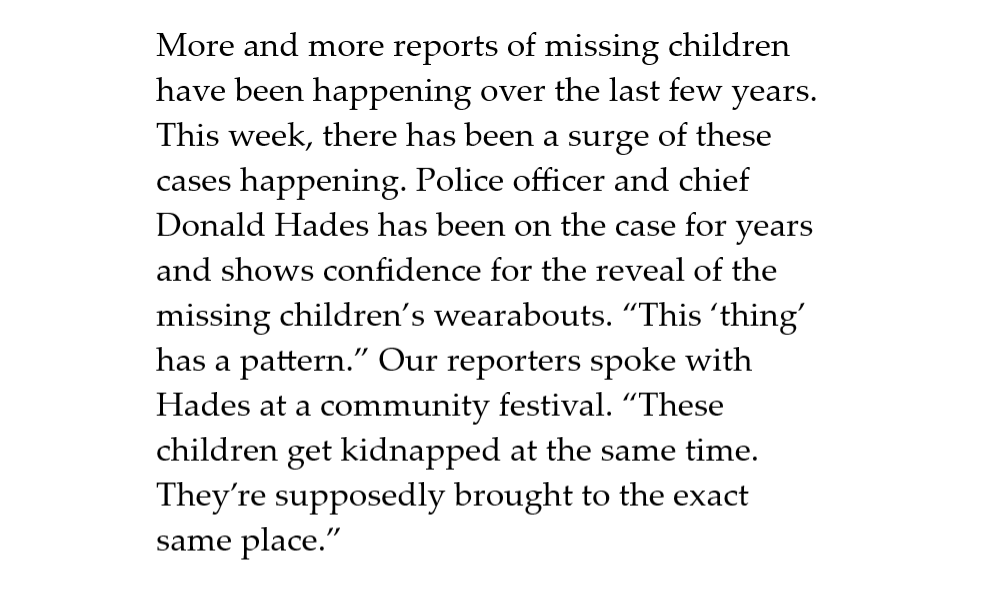 More and more reports of missing children
have been happening over the last few years.
This week, there has been a surge of these
cases happening. Police officer and chief
Donald Hades has been on the case for years
and shows confidence for the reveal of the
missing children’s wearabouts. “This ‘thing’
has a pattern.” Our reporters spoke with
Hades at a community festival. “These
children get kidnapped at the same time.
They’re supposedly brought to the exact
same place.”